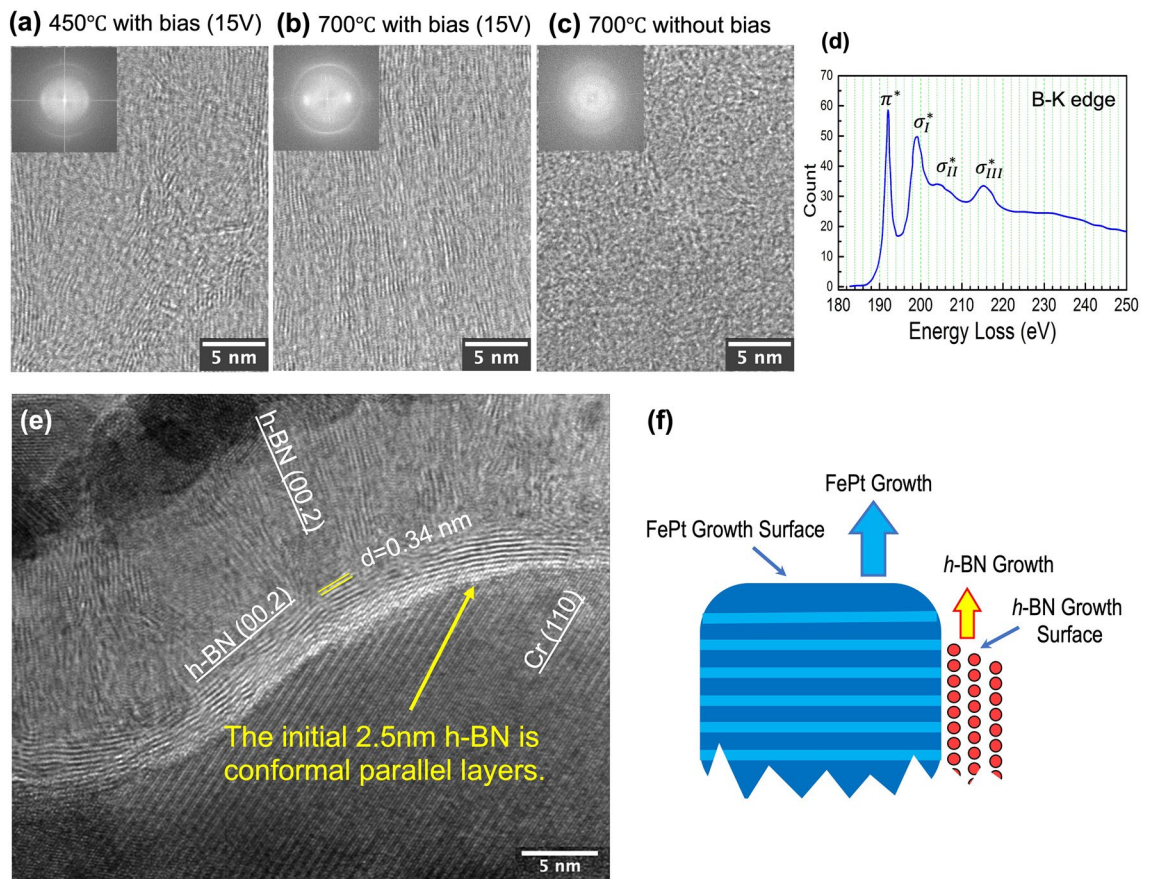 (a) 450℃ with bias (15V)
(b) 700℃ with bias (15V)
(c) 700℃ without bias
5 nm
5 nm
5 nm
(d)
B-K edge
π*
σ*I
σ*II
σ*III
Count
70
60
50
40
30
20
10
0
180 190 200 210 220 230 240 250
Energy Loss (eV)
(e)
h-BN (00.2)
d=0.34 nm
h-BN (00.2)
Cr (110)
The initial 2.5nm h-BN is
conformal parallel layers.
5 nm
(f)
FePt Growth
FePt Growth Surface
h-BN Growth
h-BN Growth
Surface